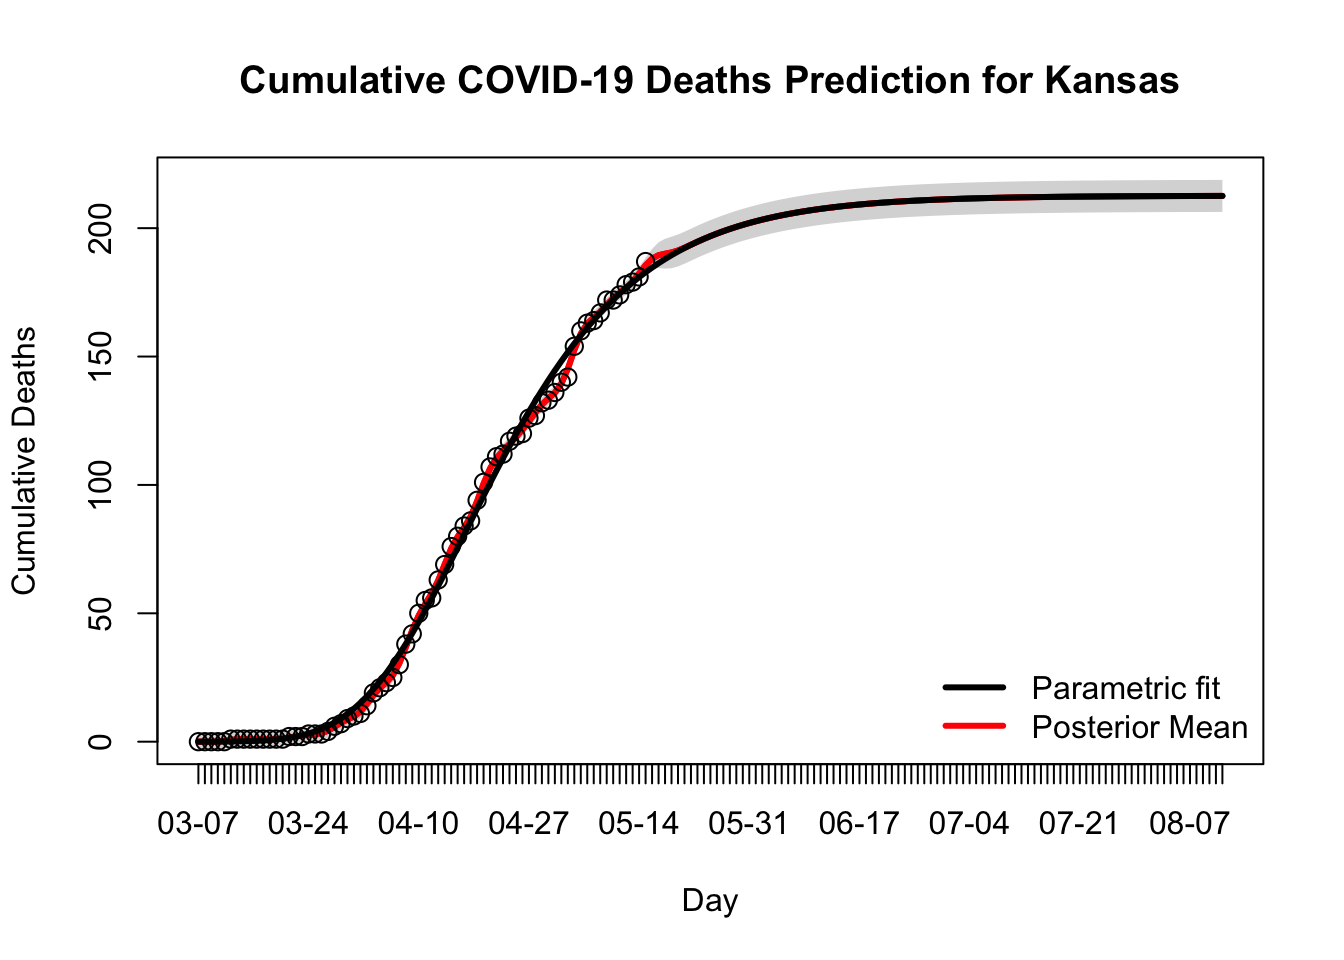 Cumulative COVID-19 Deaths Prediction for Kansas
Cumulative Deaths
200
150
100
50
0
Parametric fit
Posterior Mean
03-07 03-24 04-10 04-27 05-14 05-31 06-17 07-04 07-21 08-07
Day